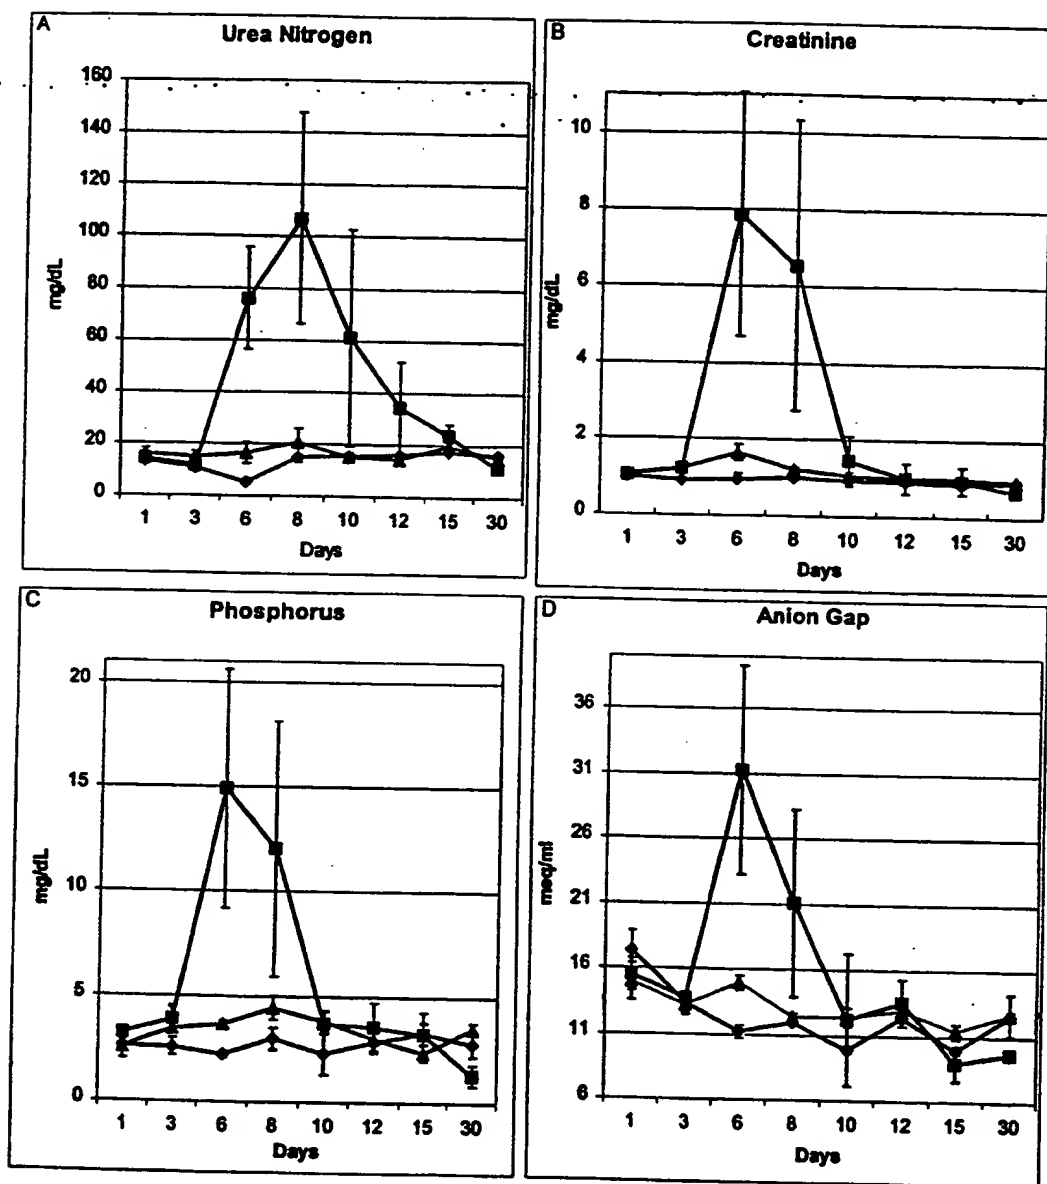 A
Urea Nitrogen
160
140
120
100
80
60
40
20
0
mg/dL
1 3 6 8 10 12 15 30
Days
B
Creatinine
10
8
6
4
2
0
mg/dL
1 3 6 8 10 12 15 30
Days
C
Phosphorus
20
15
10
5
0
mg/dL
1 3 6 8 10 12 15 30
Days
D
Anion Gap
36
31
26
21
16
11
6
meq/ml
1 3 6 8 10 12 15 30
Days